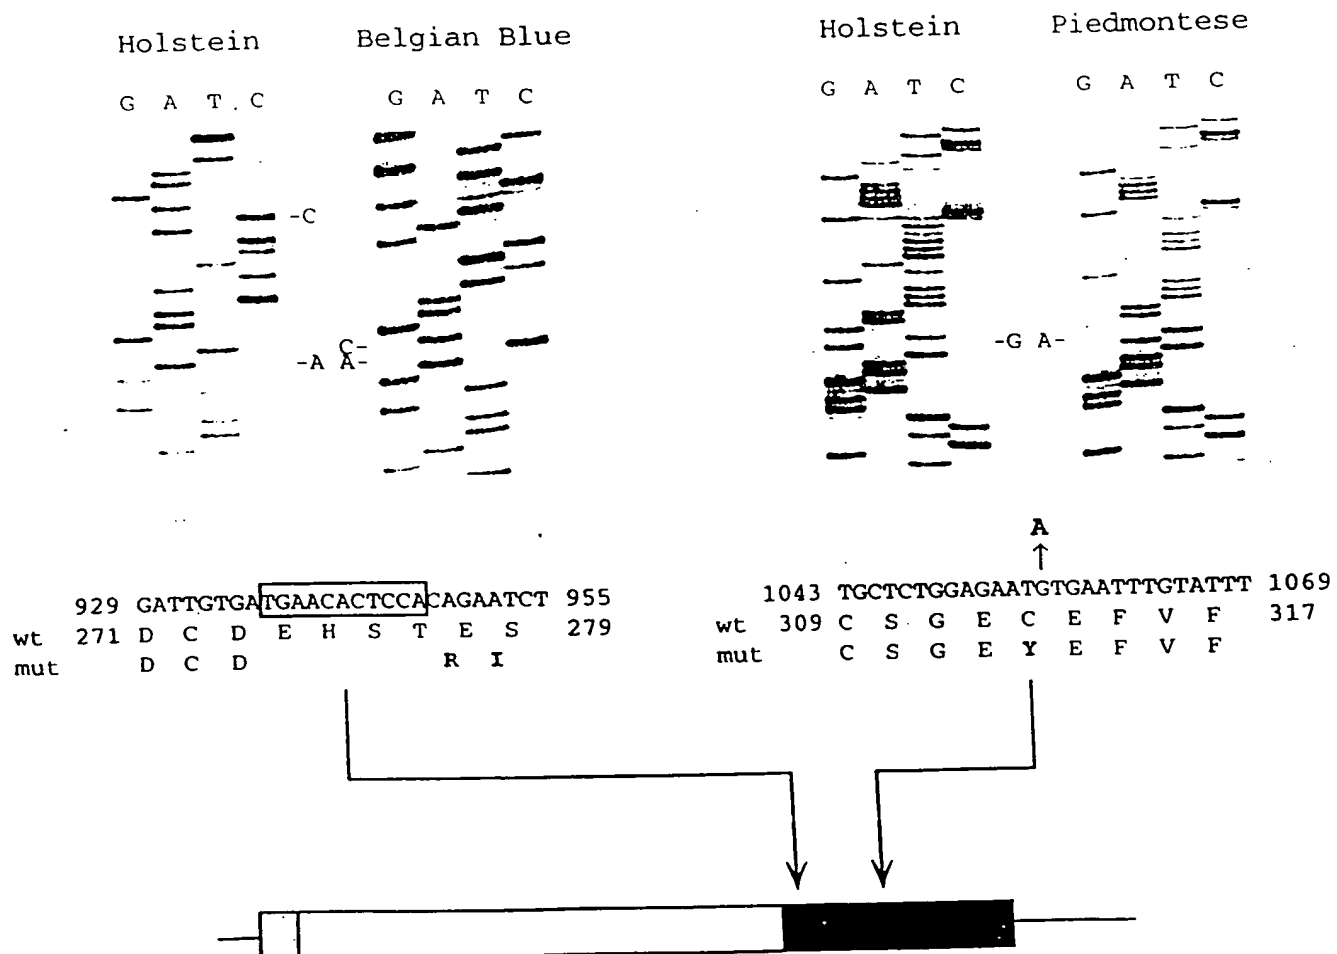 Holstein Belgian Blue Holstein Piedmontese
G A T C G A T C G A T C G A T C
-C
C-
-A A-
-G A-
A
929 GATTGTGATGAACACTCCACAGAATCT 955
wt 271 D C D E H S T E S 279
mut D C D R I
1043 TGCTCTGGAGAATGTGAATTTGTATTT 1069
wt 309 C S G E C E F V F 317
mut C S G E Y E F V F